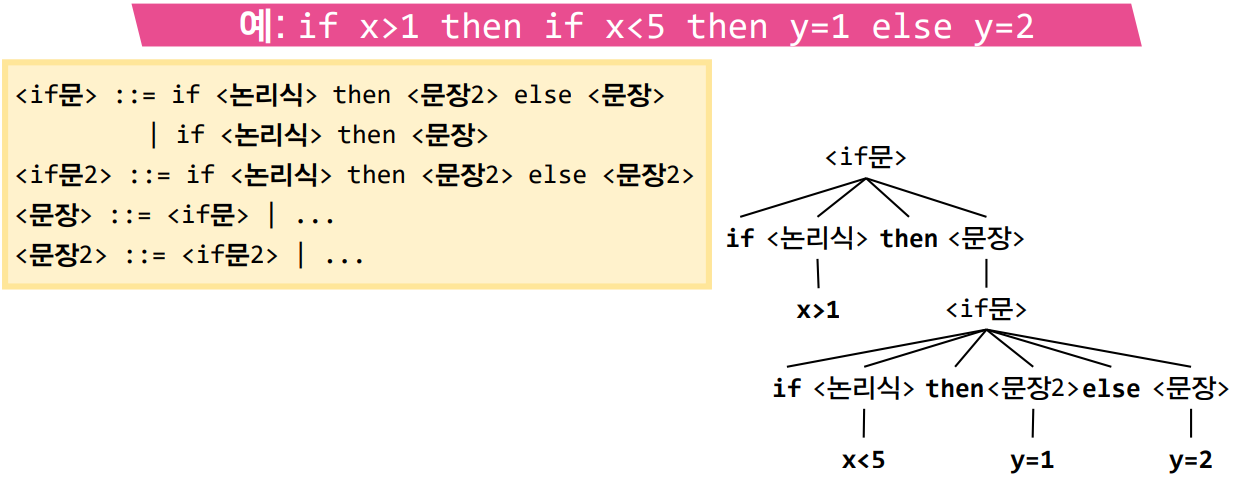 예: if x>1 then if x<5 then y=1 else y=2
<if문> ::= if <논리식> then <문장2> else <문장>
| if <논리식> then <문장>
<if문2> ::= if <논리식> then <문장2> else <문장2>
<문장> ::= <if문> | ...
<문장2> ::= <if문2> | ...
<if문>
if <논리식> then <문장>
x>1
<if문>
if <논리식> then<문장2>else <문장>
x<5 y=1 y=2